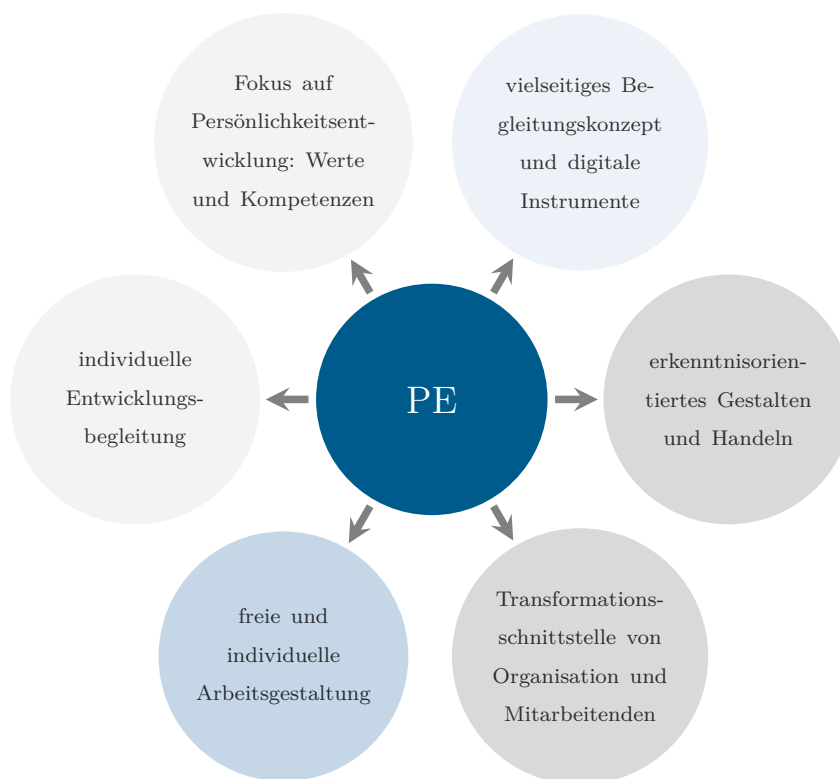 Fokus auf
Persönlichkeitsent-
wicklung: Werte
und Kompetenzen
vielseitiges Be-
gleitungskonzept
und digitale
Instrumente
individuelle
Entwicklungs-
begleitung
PE
erkenntnisorien-
tiertes Gestalten
und Handeln
freie und
individuelle
Arbeitsgestaltung
Transformations-
schnittstelle von
Organisation und
Mitarbeitenden